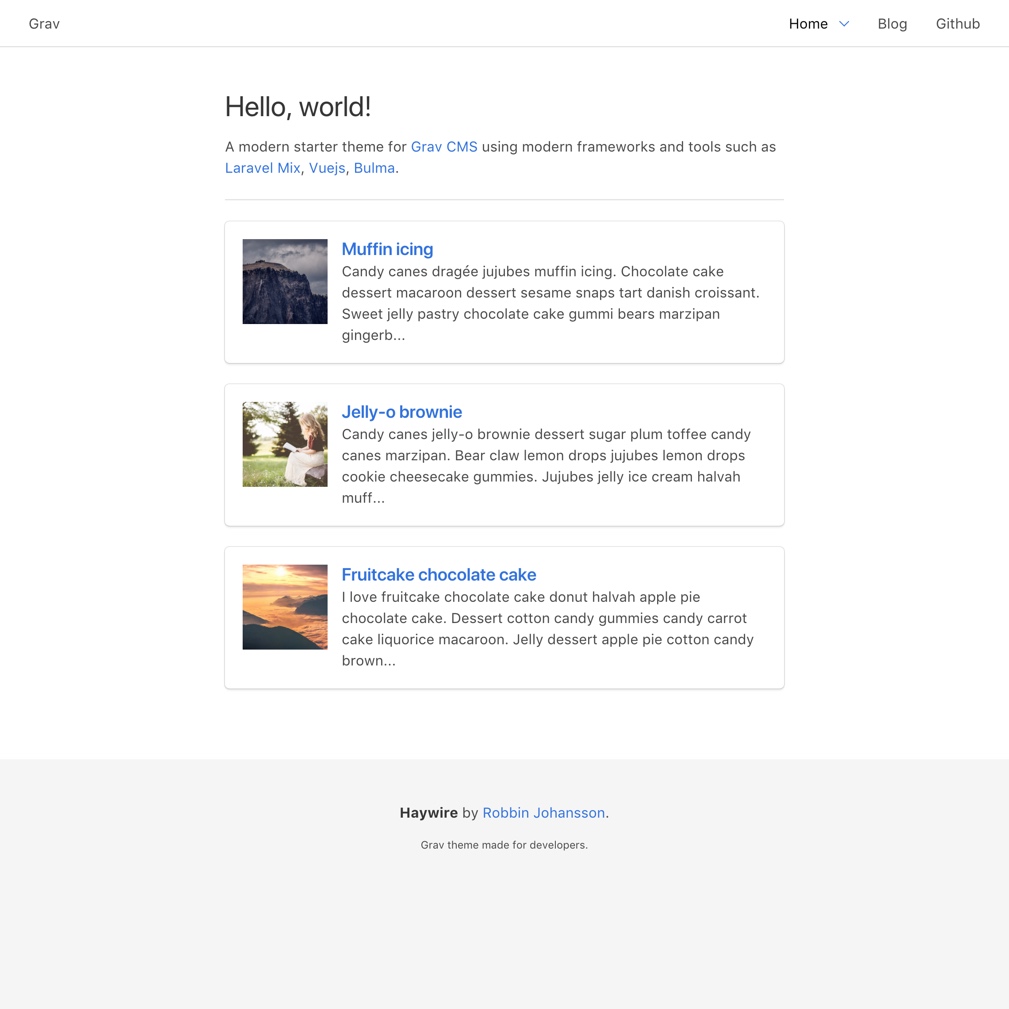 Grav
Home
Blog
Github
Hello, world!
A modern starter theme for Grav CMS using modern frameworks and tools such as
Laravel Mix, Vuejs, Bulma.
Muffin icing
Candy canes dragée jujubes muffin icing. Chocolate cake
dessert macaroon dessert sesame snaps tart danish croissant.
Sweet jelly pastry chocolate cake gummi bears marzipan
gingerb...
Jelly-o brownie
Candy canes jelly-o brownie dessert sugar plum toffee candy
canes marzipan. Bear claw lemon drops jujubes lemon drops
cookie cheesecake gummies. Jujubes jelly ice cream halvah
muff...
Fruitcake chocolate cake
I love fruitcake chocolate cake donut halvah apple pie
chocolate cake. Dessert cotton candy gummies candy carrot
cake liquorice macaroon. Jelly dessert apple pie cotton candy
brown...
Haywire by Robbin Johansson.
Grav theme made for developers.